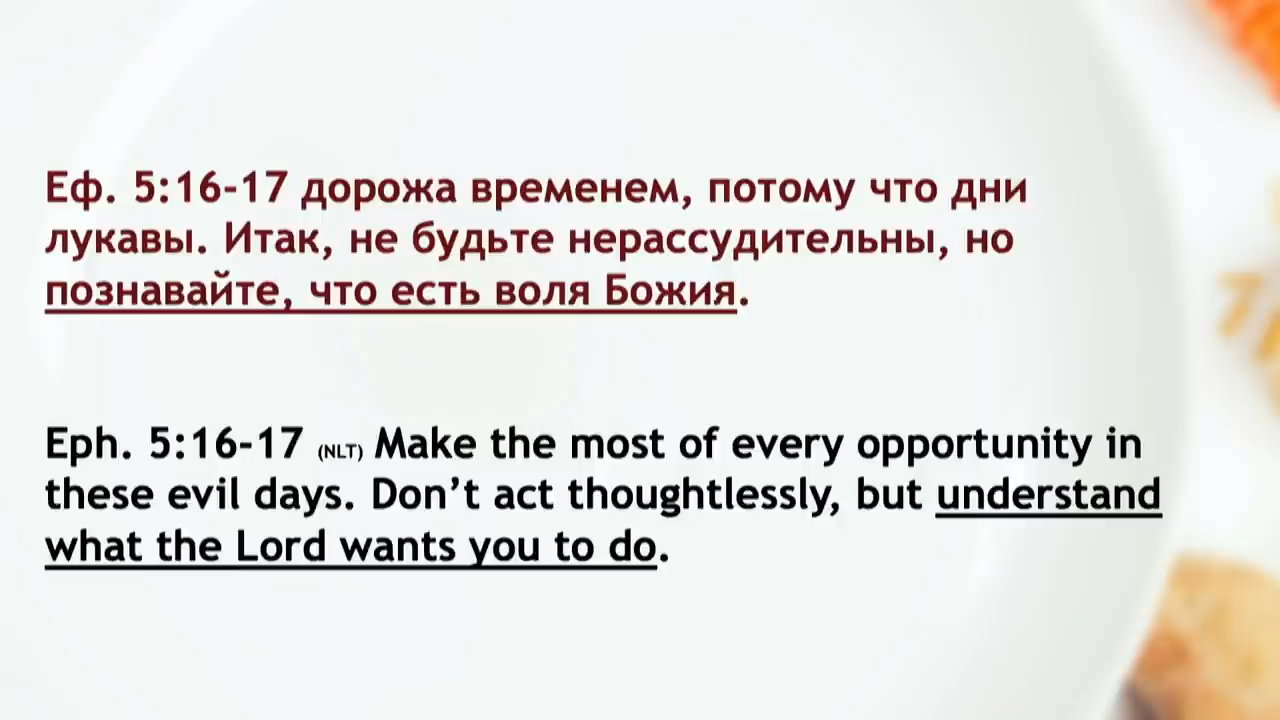 Еф. 5:16-17 дорожа временем, потому что дни
лукавы. Итак, не будьте нерассудительны, но
познавайте, что есть воля Божия.
Eph. 5:16-17 (NLT) Make the most of every opportunity in
these evil days. Don’t act thoughtlessly, but understand
what the Lord wants you to do.